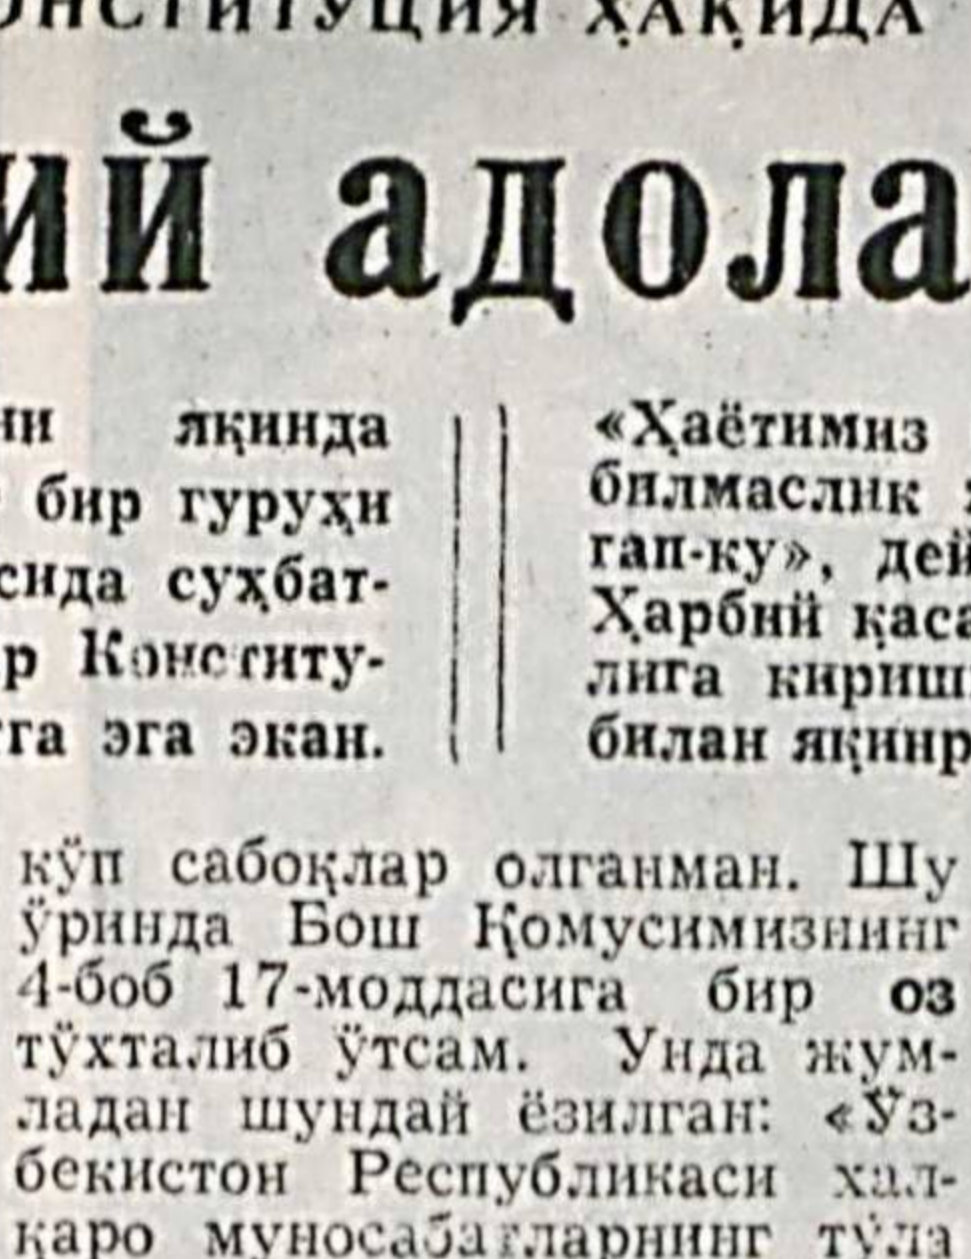 КОНСТИТУЦИЯ ҲАҚИДА
ий адола
ни яқинда
бир гуруҳи
сида суҳбат-
р Конститу-
га эга экан.
«Ҳаётимиз
билмаслик
гап-ку», дей
Ҳарбий каса
лига кириш
билан яқинр
кўп сабоқлар олганман. Шу
ўринда Бош Қомусимизнинг
4-боб 17-моддасига бир оз
тўхталиб ўтсам. Унда жум-
ладан шундай ёзилган: «Ўз-
бекистон Республикаси хал-
қаро муносабатларнинг тўла